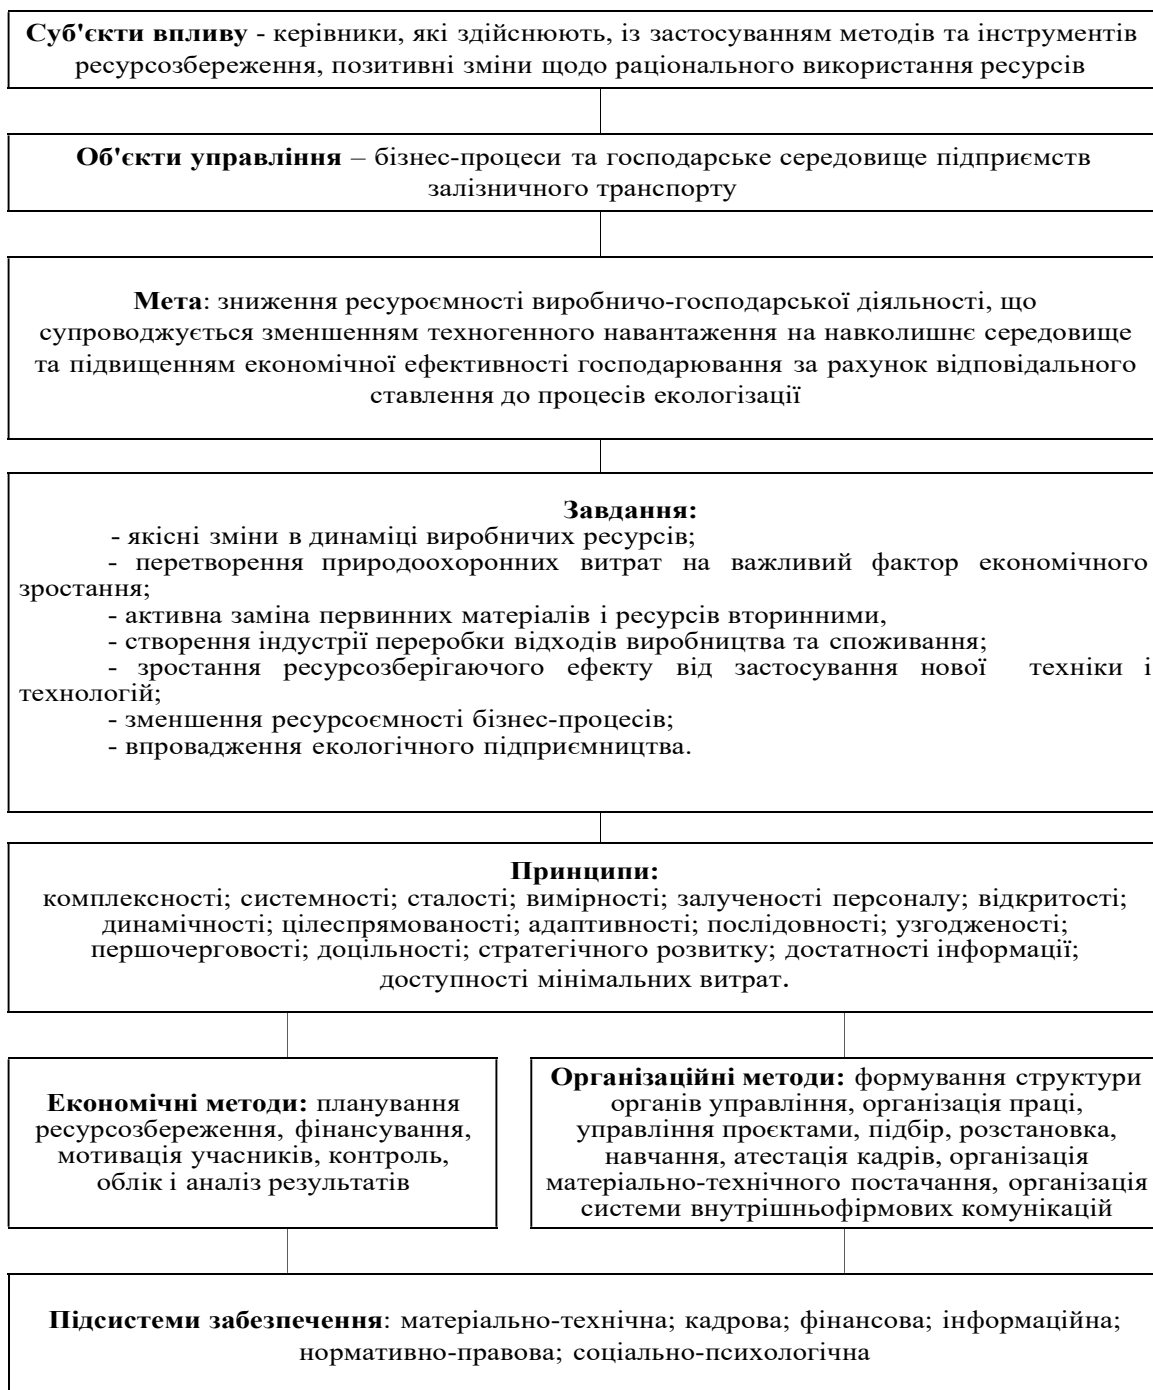 Суб'єкти впливу - керівники, які здійснюють, із застосуванням методів та інструментів
ресурсозбереження, позитивні зміни щодо раціонального використання ресурсів
Об'єкти управління – бізнес-процеси та господарське середовище підприємств
залізничного транспорту
Мета: зниження ресуроємності виробничо-господарської діяльності, що
супроводжується зменшенням техногенного навантаження на навколишнє середовище
та підвищенням економічної ефективності господарювання за рахунок відповідального
ставлення до процесів екологізації
Завдання:
- якісні зміни в динаміці виробничих ресурсів;
- перетворення природоохоронних витрат на важливий фактор економічного
зростання;
- активна заміна первинних матеріалів і ресурсів вторинними,
- створення індустрії переробки відходів виробництва та споживання;
- зростання ресурсозберігаючого ефекту від застосування нової техніки і
технологій;
- зменшення ресурсоємності бізнес-процесів;
- впровадження екологічного підприємництва.
Принципи:
комплексності; системності; сталості; вимірності; залученості персоналу; відкритості;
динамічності; цілеспрямованості; адаптивності; послідовності; узгодженості;
першочерговості; доцільності; стратегічного розвитку; достатності інформації;
доступності мінімальних витрат.
Економічні методи: планування
ресурсозбереження, фінансування,
мотивація учасників, контроль,
облік і аналіз результатів
Організаційні методи: формування структури
органів управління, організація праці,
управління проєктами, підбір, розстановка,
навчання, атестація кадрів, організація
матеріально-технічного постачання, організація
системи внутрішньофірмових комунікацій
Підсистеми забезпечення: матеріально-технічна; кадрова; фінансова; інформаційна;
нормативно-правова; соціально-психологічна